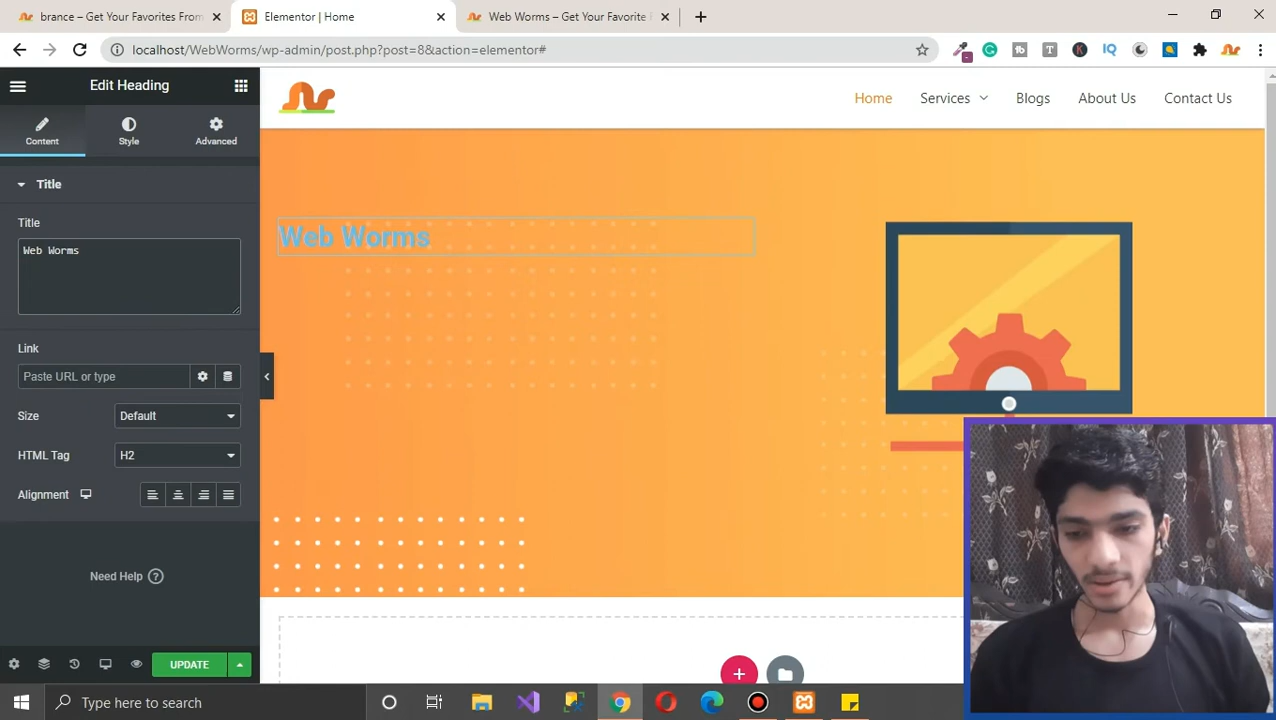 brance – Get Your Favorites From
Elementor | Home
Web Worms – Get Your Favorite F
localhost/WebWorms/wp-admin/post.php?post=8&action=elementor#
Edit Heading
Content
Style
Advanced
Title
Title
Web Worms
Link
Paste URL or type
Size
Default
HTML Tag
H2
Alignment
Need Help
UPDATE
Home
Services
Blogs
About Us
Contact Us
Web Worms
Type here to search